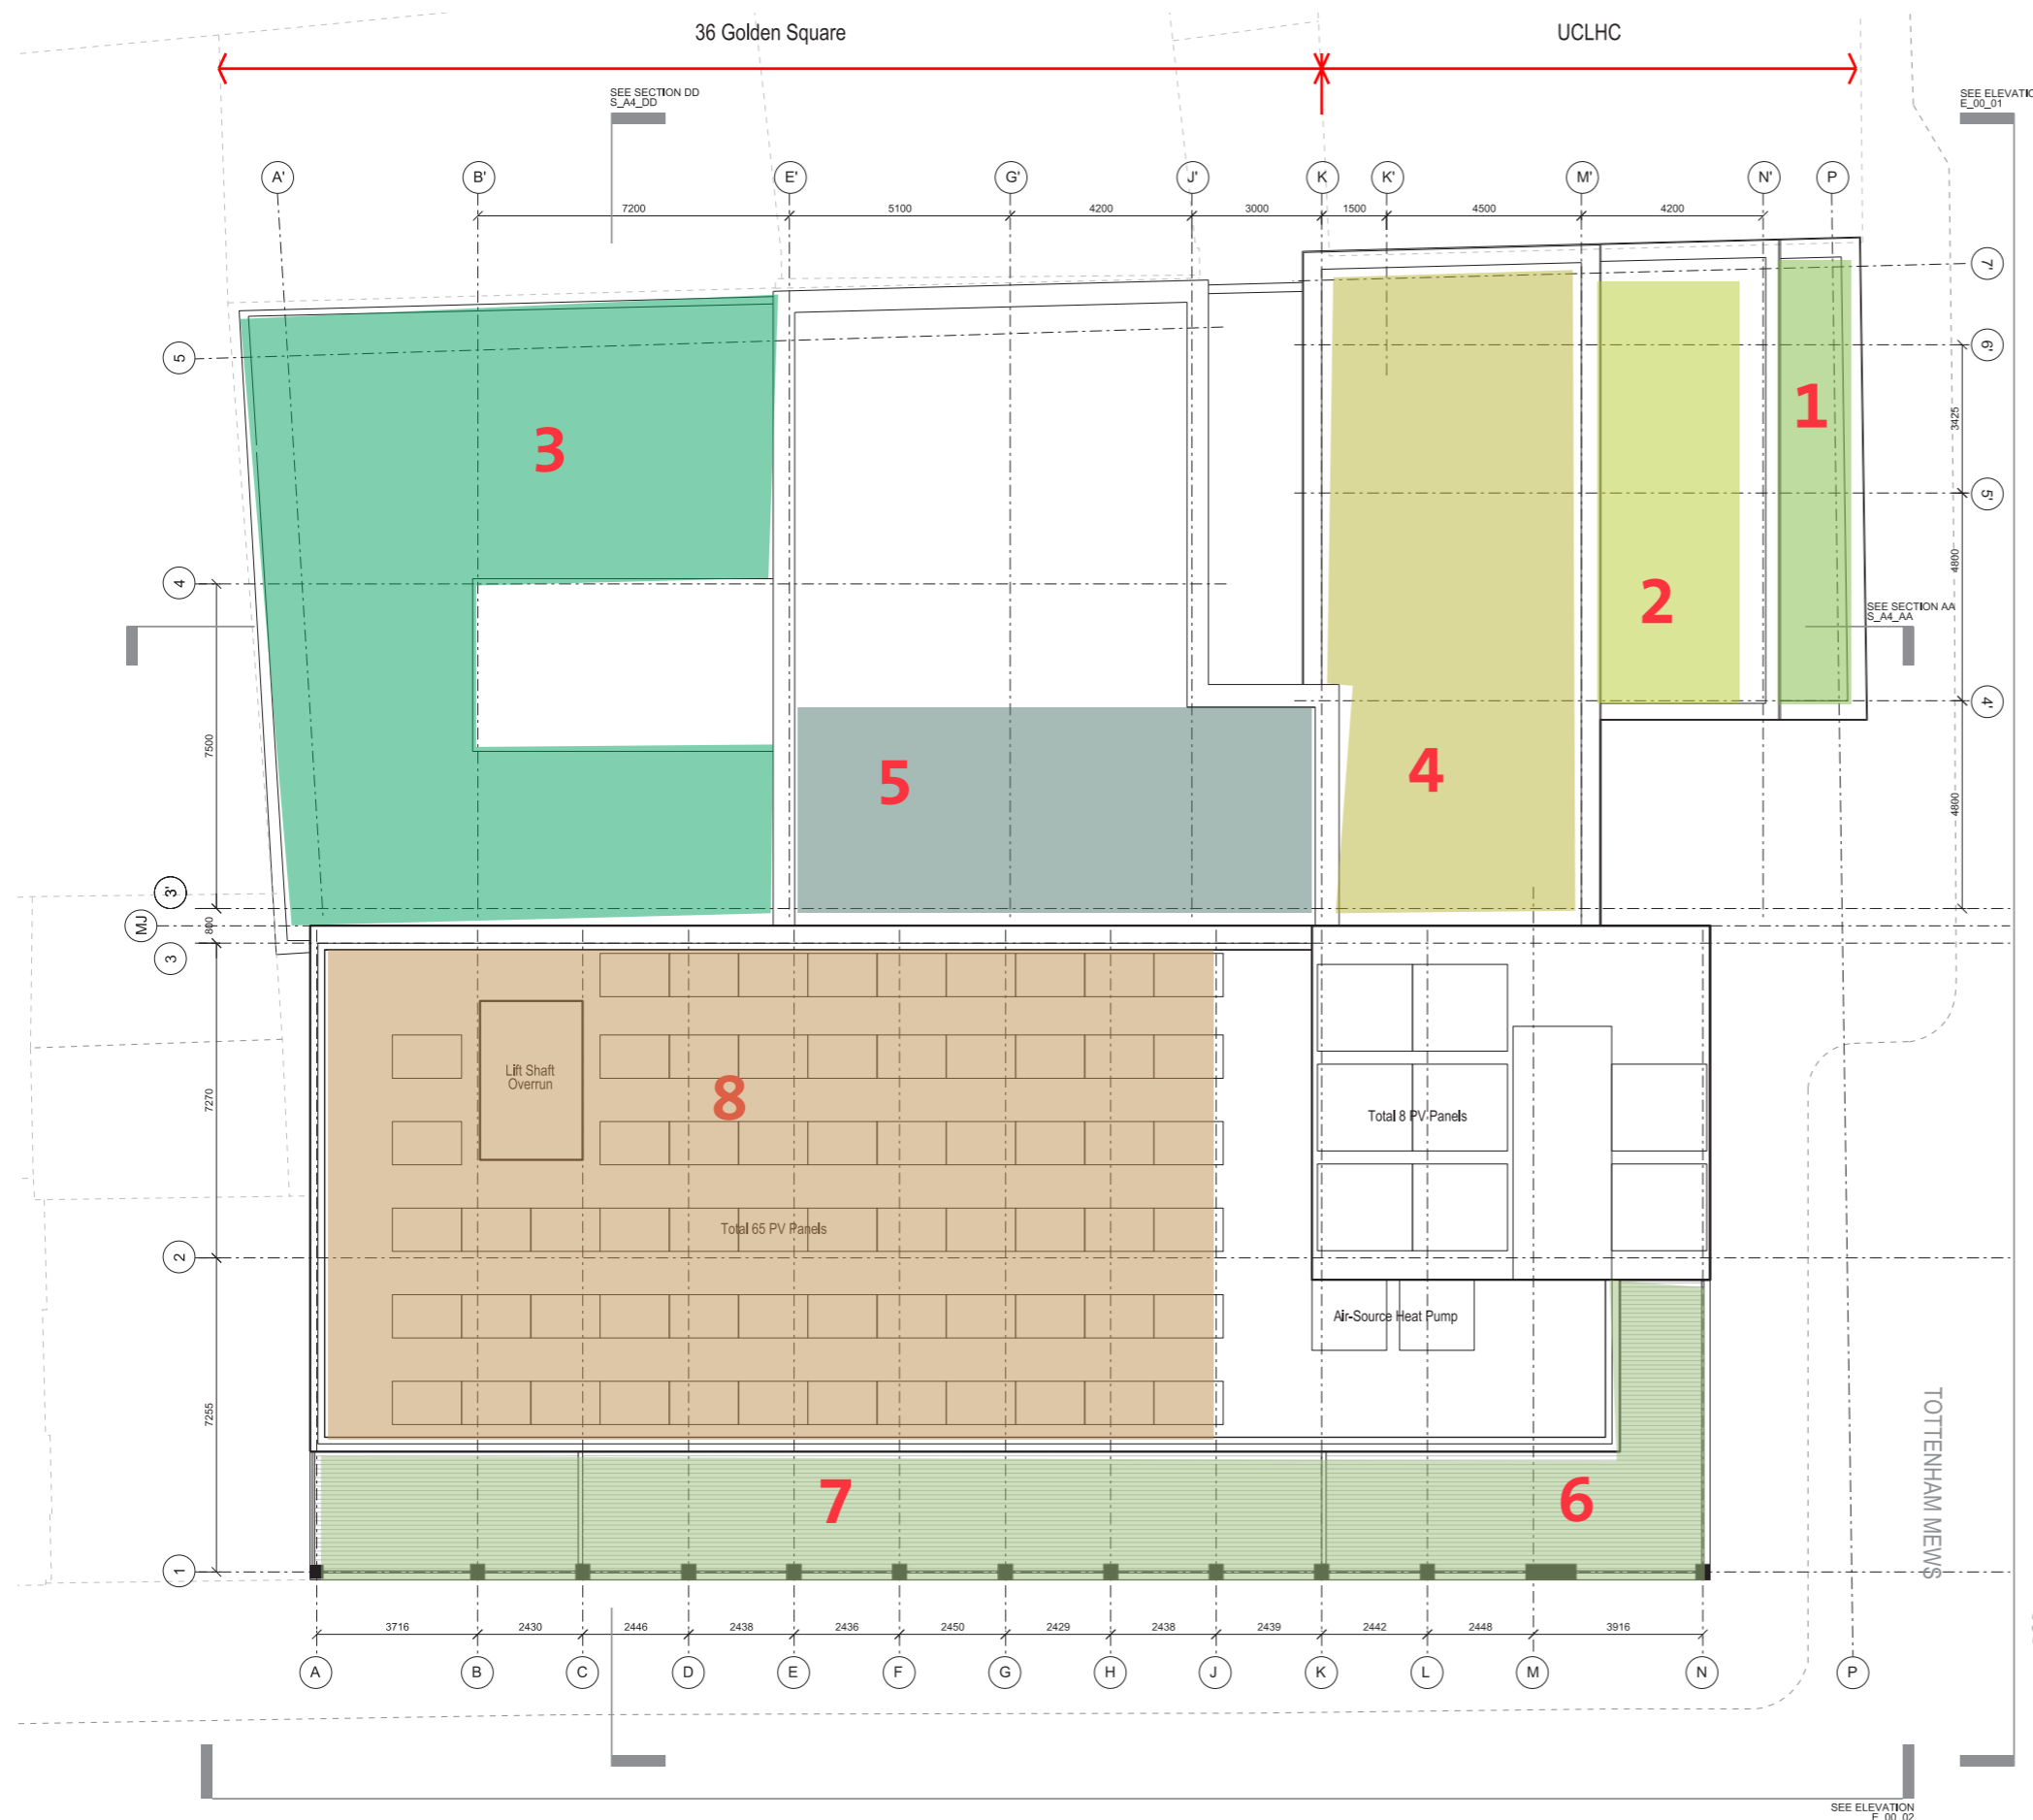 36 Golden Square
UCLHC
SEE SECTION DD
S_A4_DD
SEE ELEVATIO
E_00_01
A'
B'
E'
G'
J'
K
K'
M'
N'
P
7200
5100
4200
3000
1500
4500
4200
7'
5
6'
3425
1
3
5'
4
4800
2
SEE SECTION AA
S_A4_AA
4'
7500
5
4
4800
3'
MJ
800
3
Lift Shaft
Overrun
7270
8
Total 8 PV Panels
Total 65 PV Panels
2
Air-Source Heat Pump
7255
TOTTENHAM MEWS
7
6
1
3716
2430
2446
2438
2436
2450
2429
2438
2439
2442
2448
3916
A
B
C
D
E
F
G
H
J
K
L
M
N
P
SEE ELEVATION
E_00_02